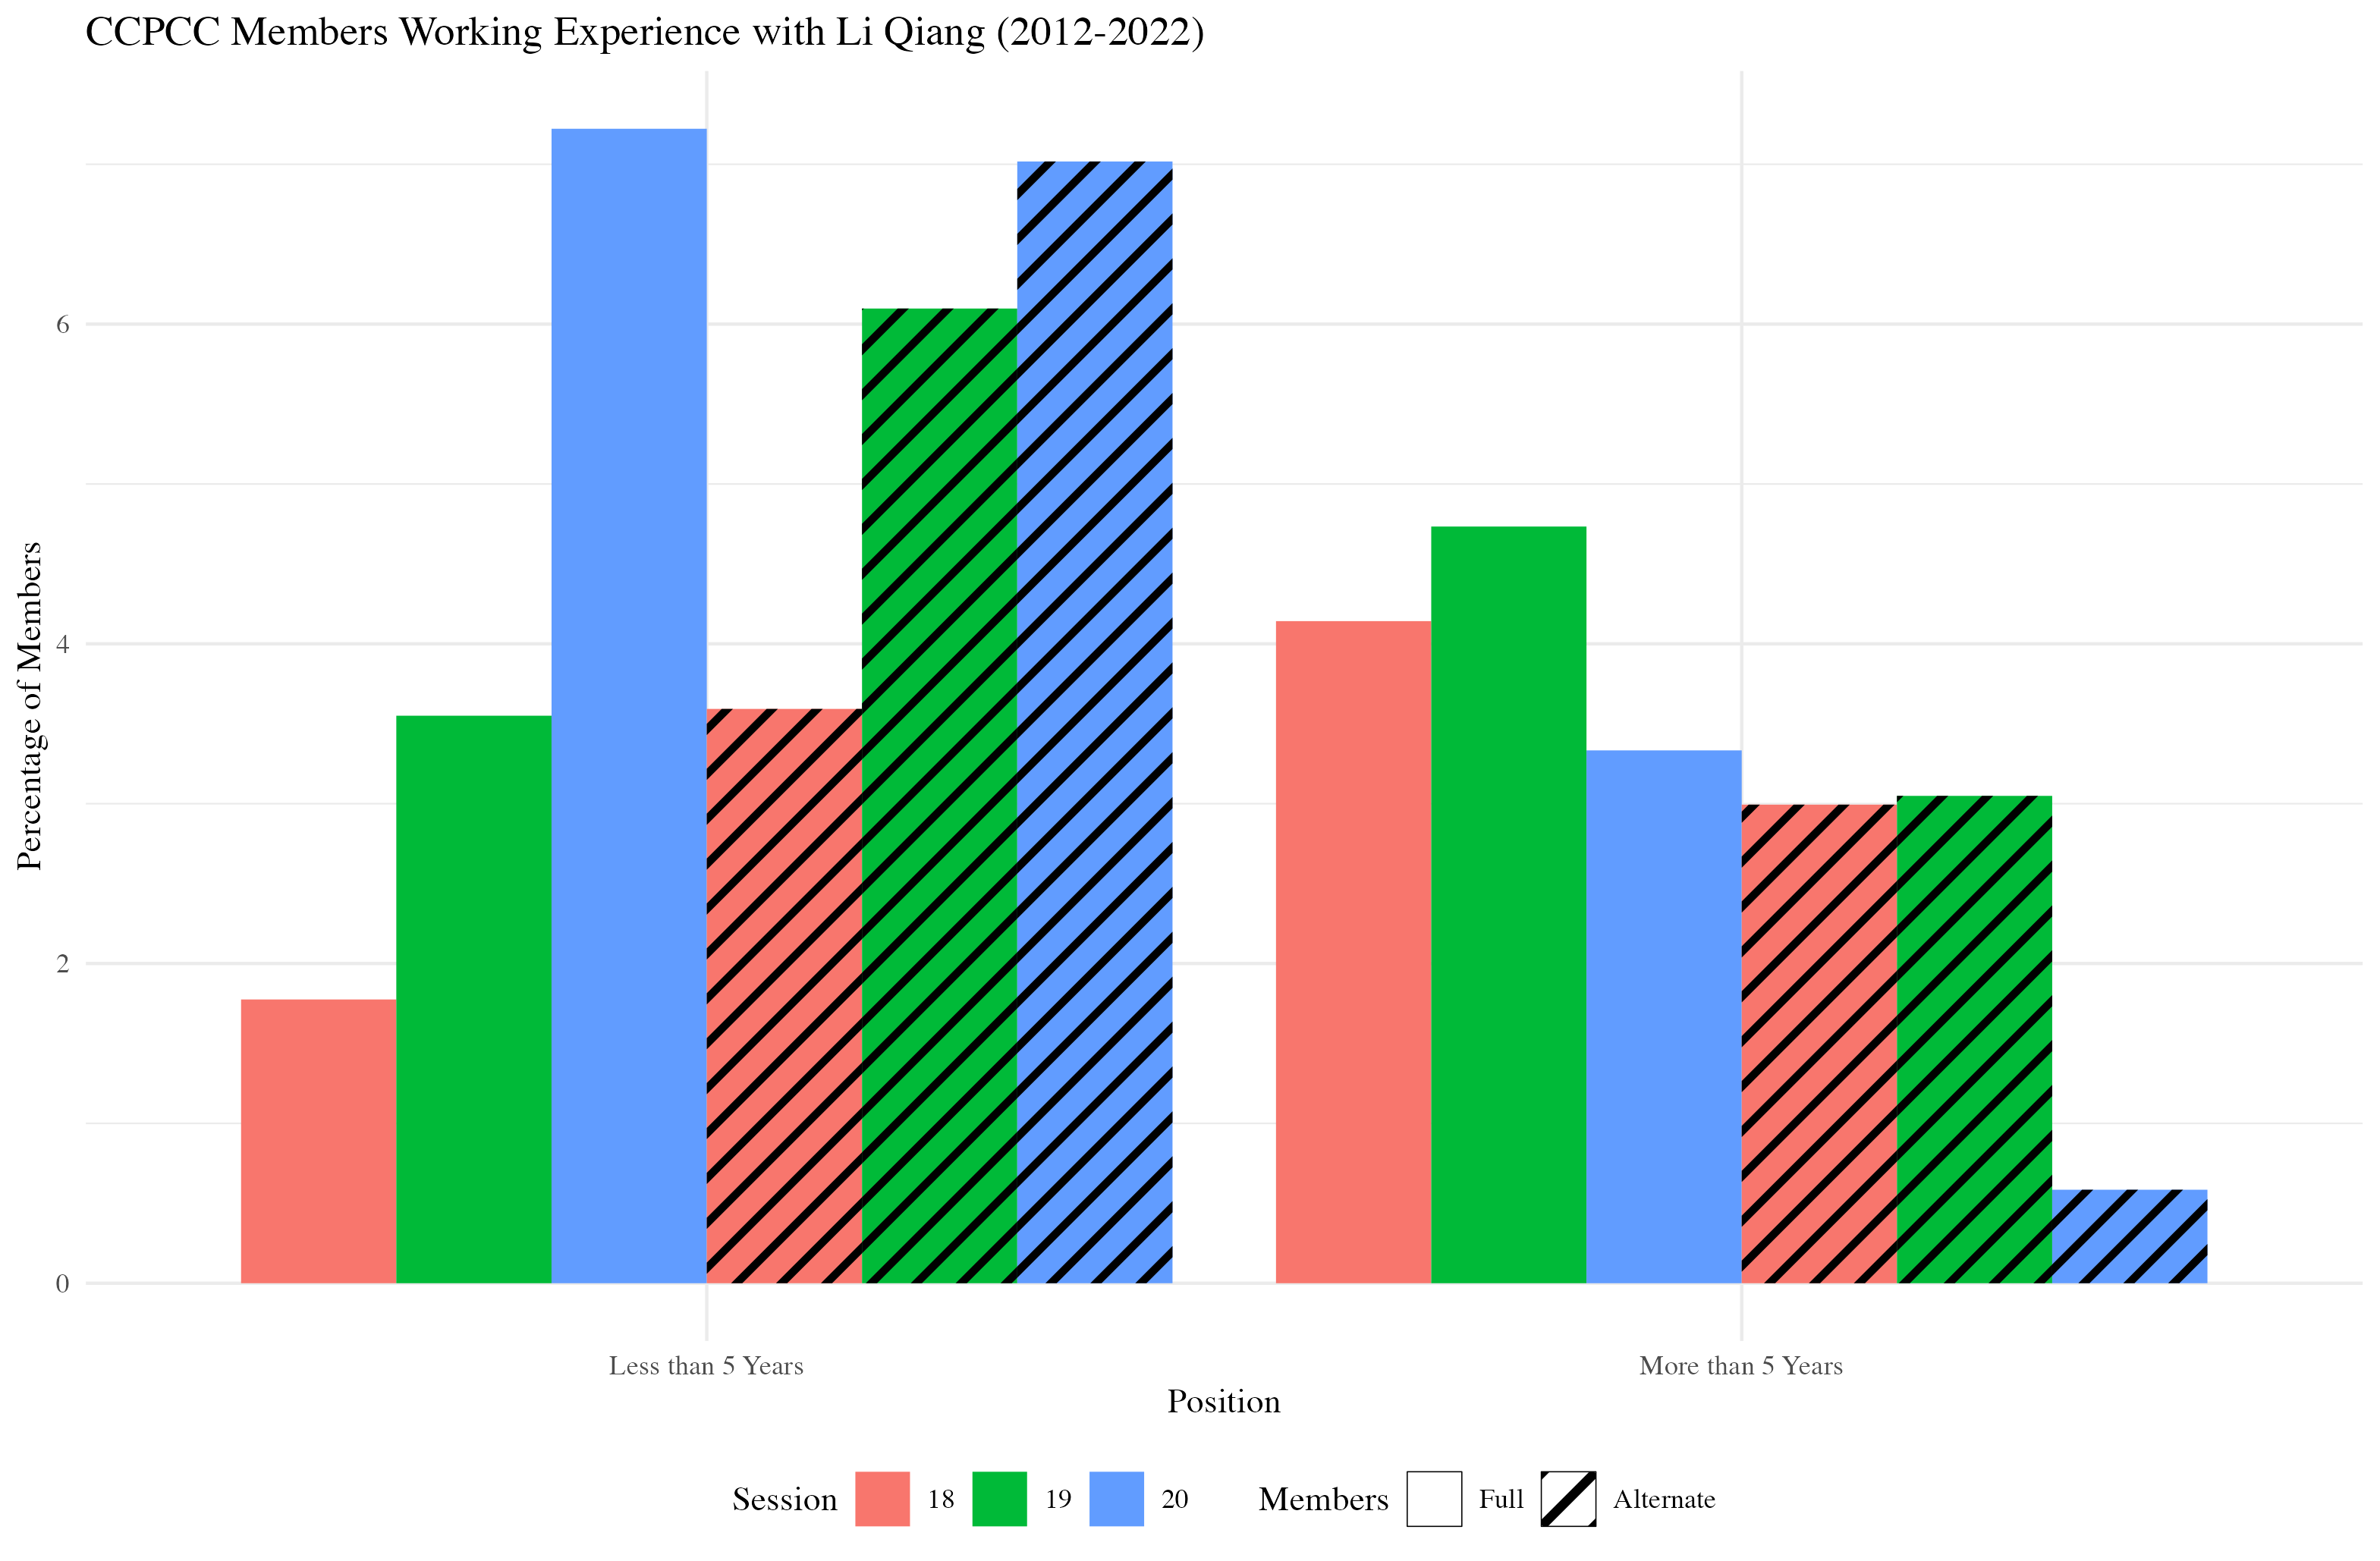 CCPCC Members Working Experience with Li Qiang (2012-2022)
Percentage of Members
6
4
2
0
Less than 5 Years
More than 5 Years
Position
Session 18 19 20 Members Full Alternate